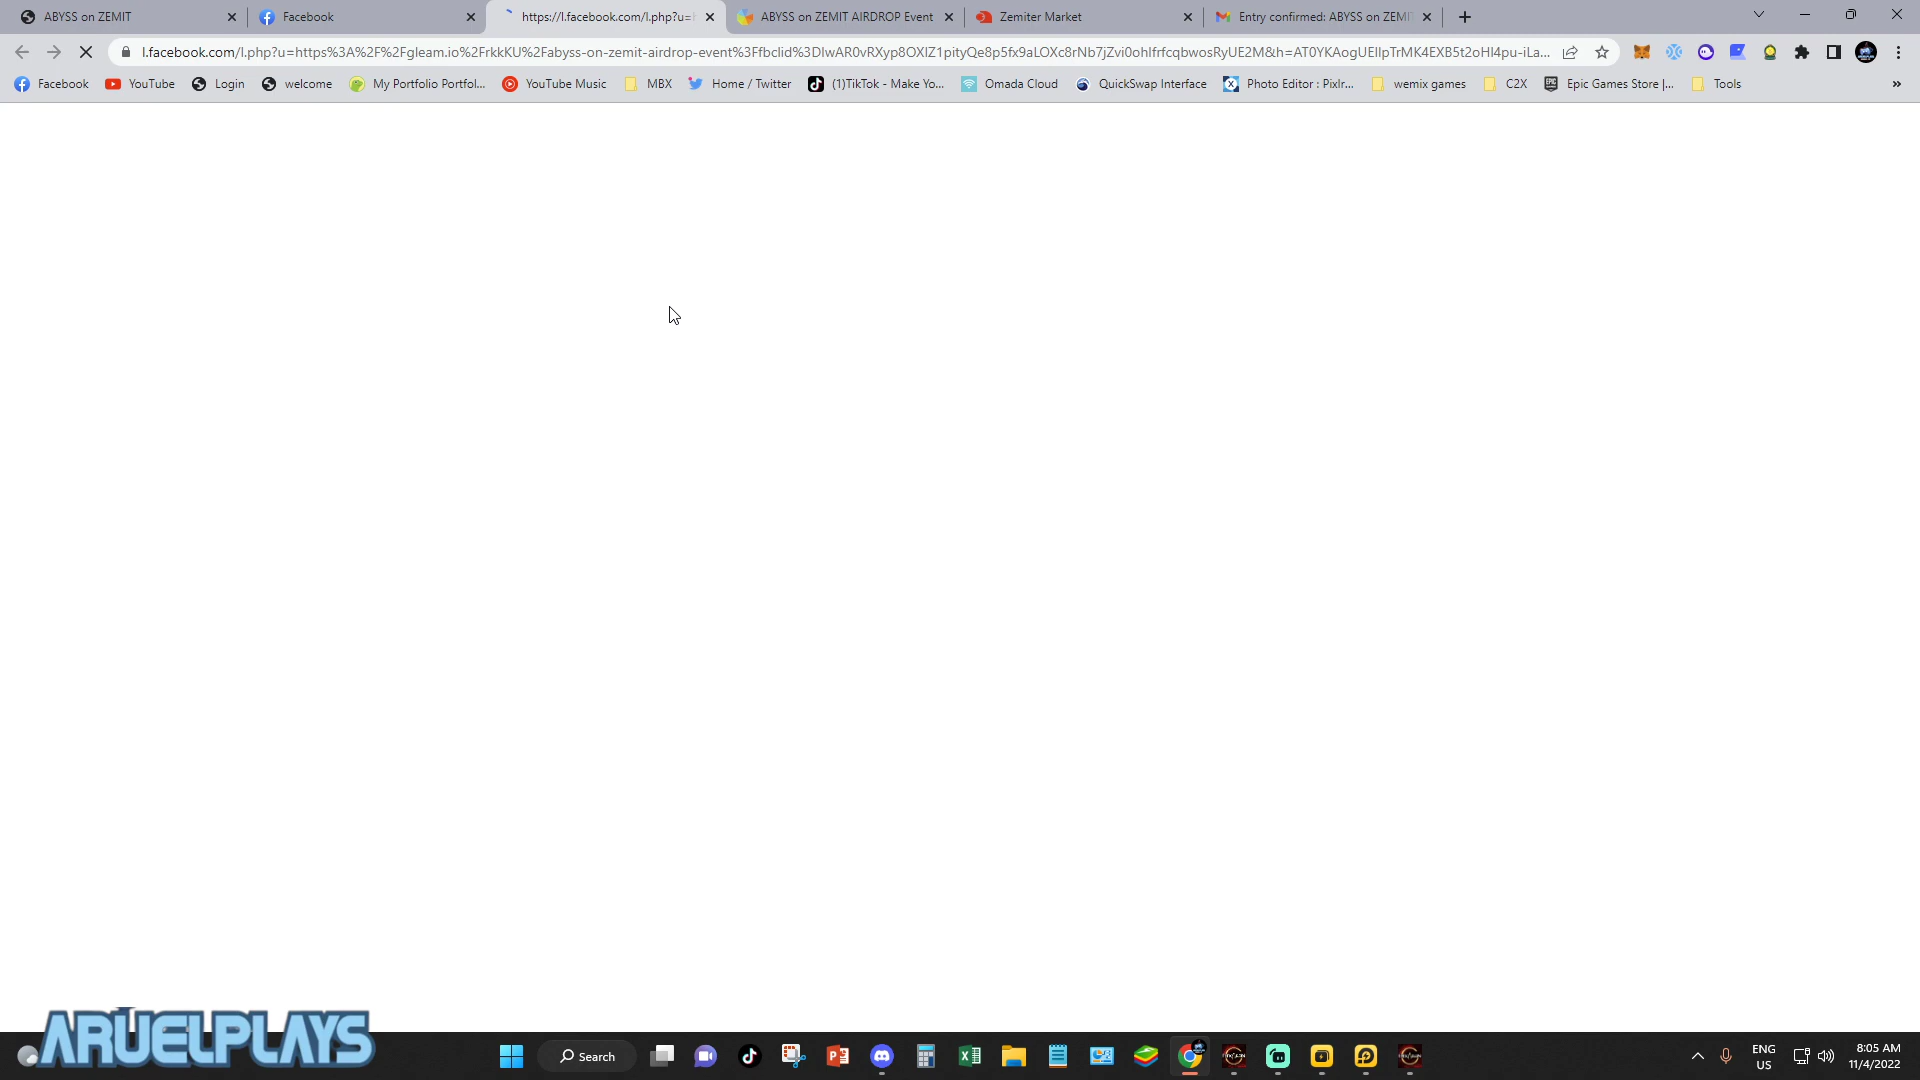 ABYSS on ZEMIT
Facebook
https://l.facebook.com/l.php?u=
ABYSS on ZEMIT AIRDROP Event
Zemiter Market
Entry confirmed: ABYSS on ZEMI
l.facebook.com/l.php?u=https%3A%2F%2Fgleam.io%2FrkkKU%2Fabyss-on-zemit-airdrop-event%3Ffbclid%3DIwAR0vRXyp8OXIZ1pityQe8p5fx9aLOXc8rNb7jZvi0ohIfrfcqbwosRyUE2M&h=AT0YKAogUEIlpTrMK4EXB5t2oHl4pu-iLa...
Facebook
YouTube
Login
welcome
My Portfolio Portfol...
YouTube Music
MBX
Home / Twitter
(1)TikTok - Make Yo...
Omada Cloud
QuickSwap Interface
Photo Editor : Pixlr...
wemix games
C2X
Epic Games Store |...
Tools
»
ARUELPLAYS
Search
ENG
US
8:05 AM
11/4/2022